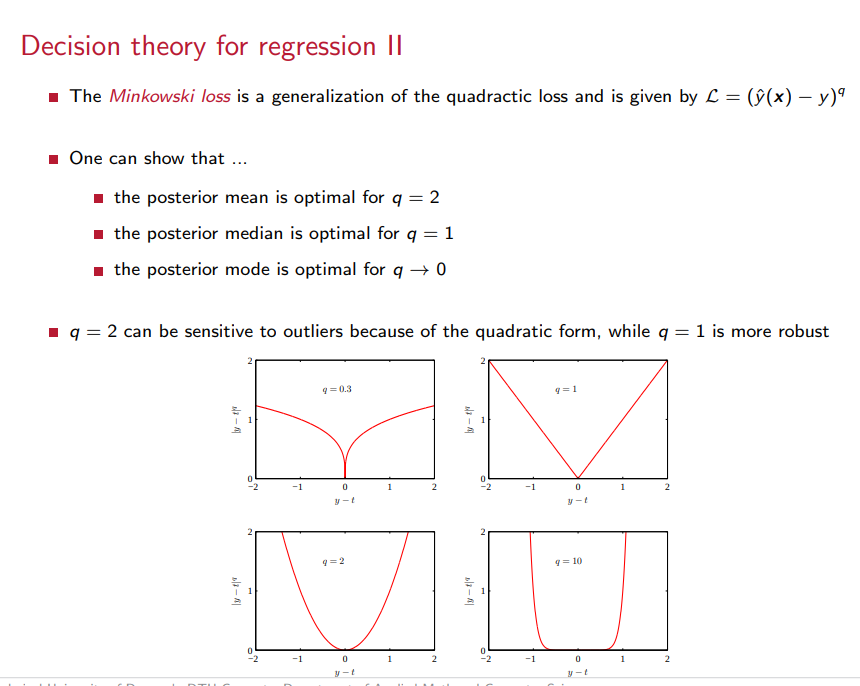 Decision theory for regression II
The Minkowski loss is a generalization of the quadractic loss and is given by ℒ = (ŷ(x) − y)^q
One can show that ...
the posterior mean is optimal for q = 2
the posterior median is optimal for q = 1
the posterior mode is optimal for q → 0
q = 2 can be sensitive to outliers because of the quadratic form, while q = 1 is more robust
q = 0.3
|y − t|^q
2
1
0
−2 −1 0 1 2
y − t
q = 1
|y − t|^q
2
1
0
−2 −1 0 1 2
y − t
q = 2
|y − t|^q
2
1
0
−2 −1 0 1 2
y − t
q = 10
|y − t|^q
2
1
0
−2 −1 0 1 2
y − t